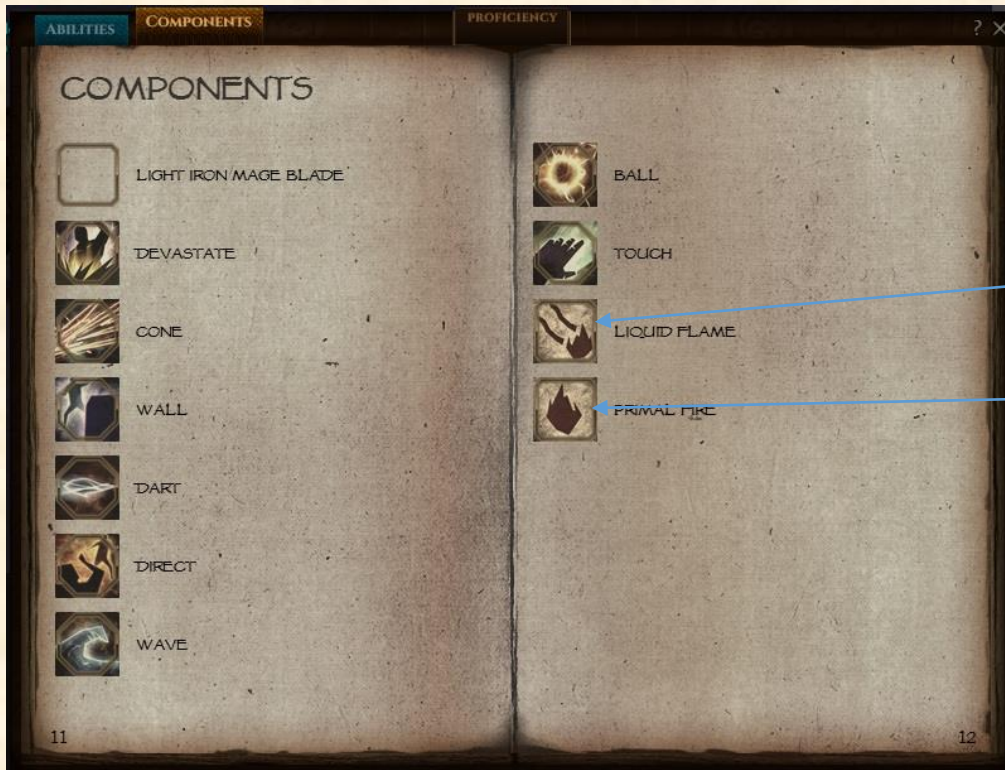 ABILITIES
COMPONENTS
PROFICIENCY
?
COMPONENTS
LIGHT IRON MAGE BLADE
DEVASTATE
CONE
WALL
DART
DIRECT
WAVE
11
BALL
TOUCH
LIQUID FLAME
PRIMAL FIRE
12